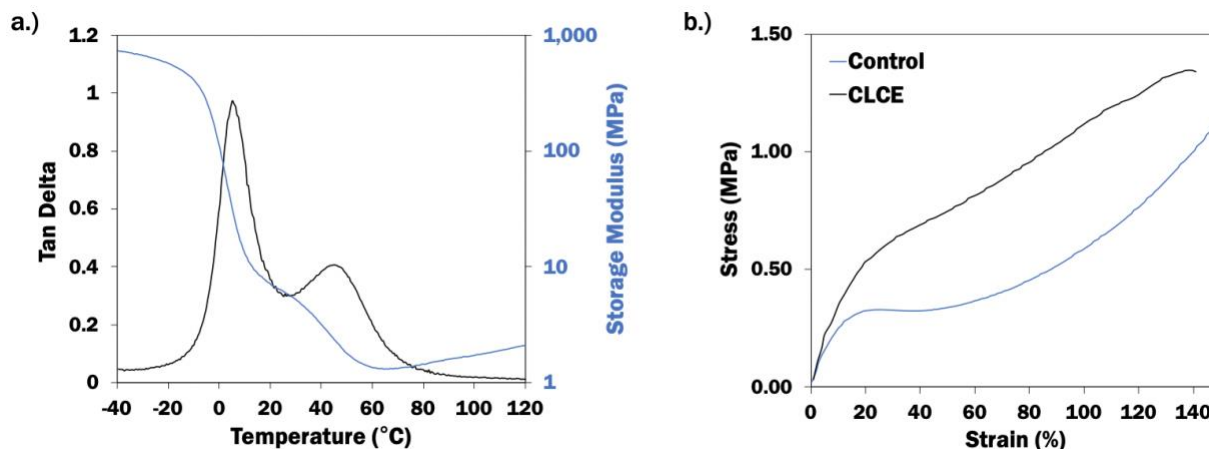 a.)
1.2
1
0.8
0.6
0.4
0.2
0
Tan Delta
-40 -20 0 20 40 60 80 100 120
Temperature (°C)
1,000
100
10
1
Storage Modulus (MPa)
b.)
1.50
1.00
0.50
0.00
Stress (MPa)
Control
CLCE
0 20 40 60 80 100 120 140
Strain (%)